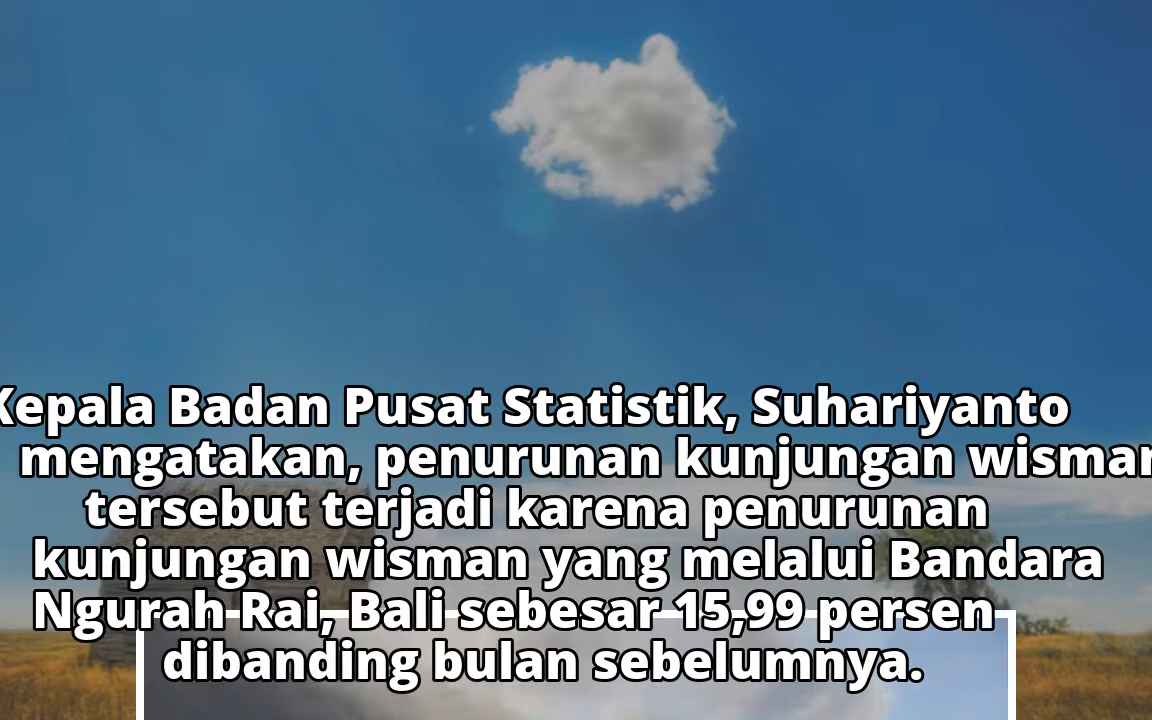 Kepala Badan Pusat Statistik, Suhariyanto
mengatakan, penurunan kunjungan wisman
tersebut terjadi karena penurunan
kunjungan wisman yang melalui Bandara
Ngurah Rai, Bali sebesar 15,99 persen
dibanding bulan sebelumnya.